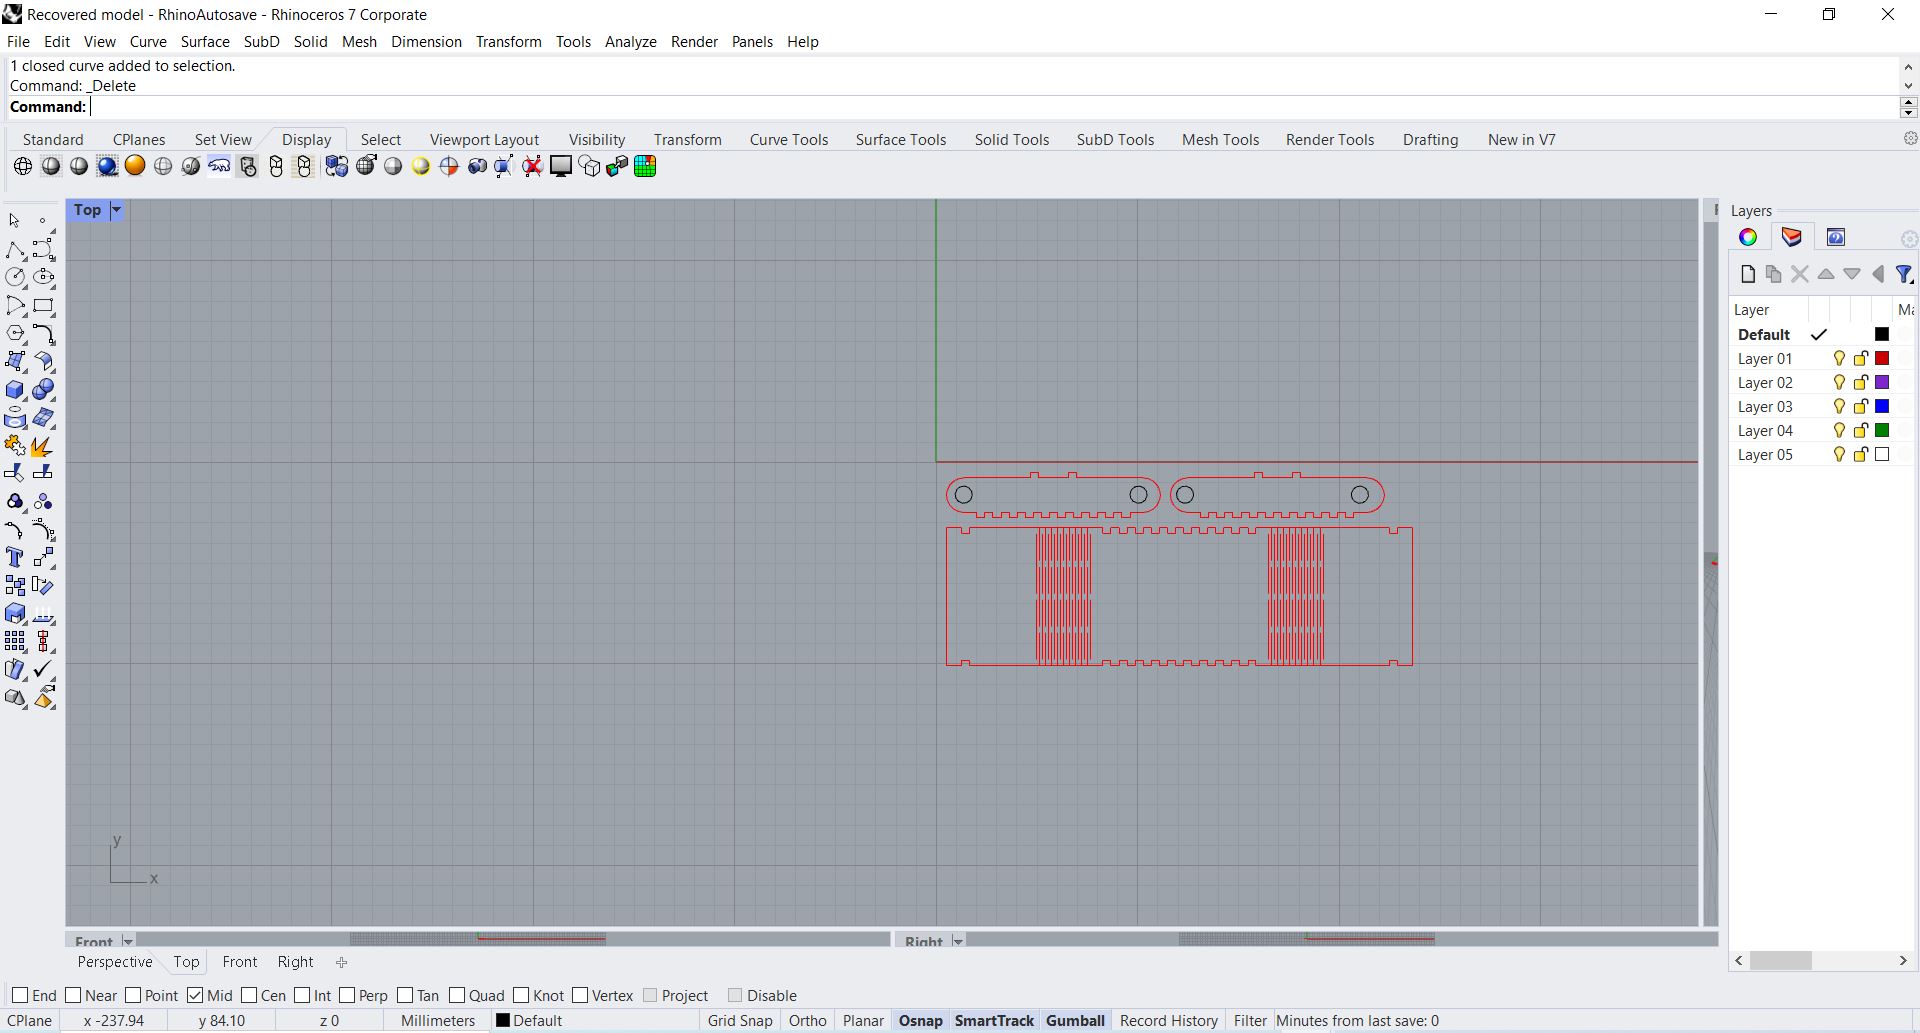 Recovered model - RhinoAutosave - Rhinoceros 7 Corporate
File Edit View Curve Surface SubD Solid Mesh Dimension Transform Tools Analyze Render Panels Help
1 closed curve added to selection.
Command: _Delete
Command:
Standard CPlanes Set View Display Select Viewport Layout Visibility Transform Curve Tools Surface Tools Solid Tools SubD Tools Mesh Tools Render Tools Drafting New in V7
Top
Layers
Layer
Default
Layer 01
Layer 02
Layer 03
Layer 04
Layer 05
y
x
Front Right
Perspective Top Front Right
End Near Point Mid Cen Int Perp Tan Quad Knot Vertex Project Disable
CPlane x -237.94 y 84.10 z 0 Millimeters Default Grid Snap Ortho Planar Osnap SmartTrack Gumball Record History Filter Minutes from last save: 0